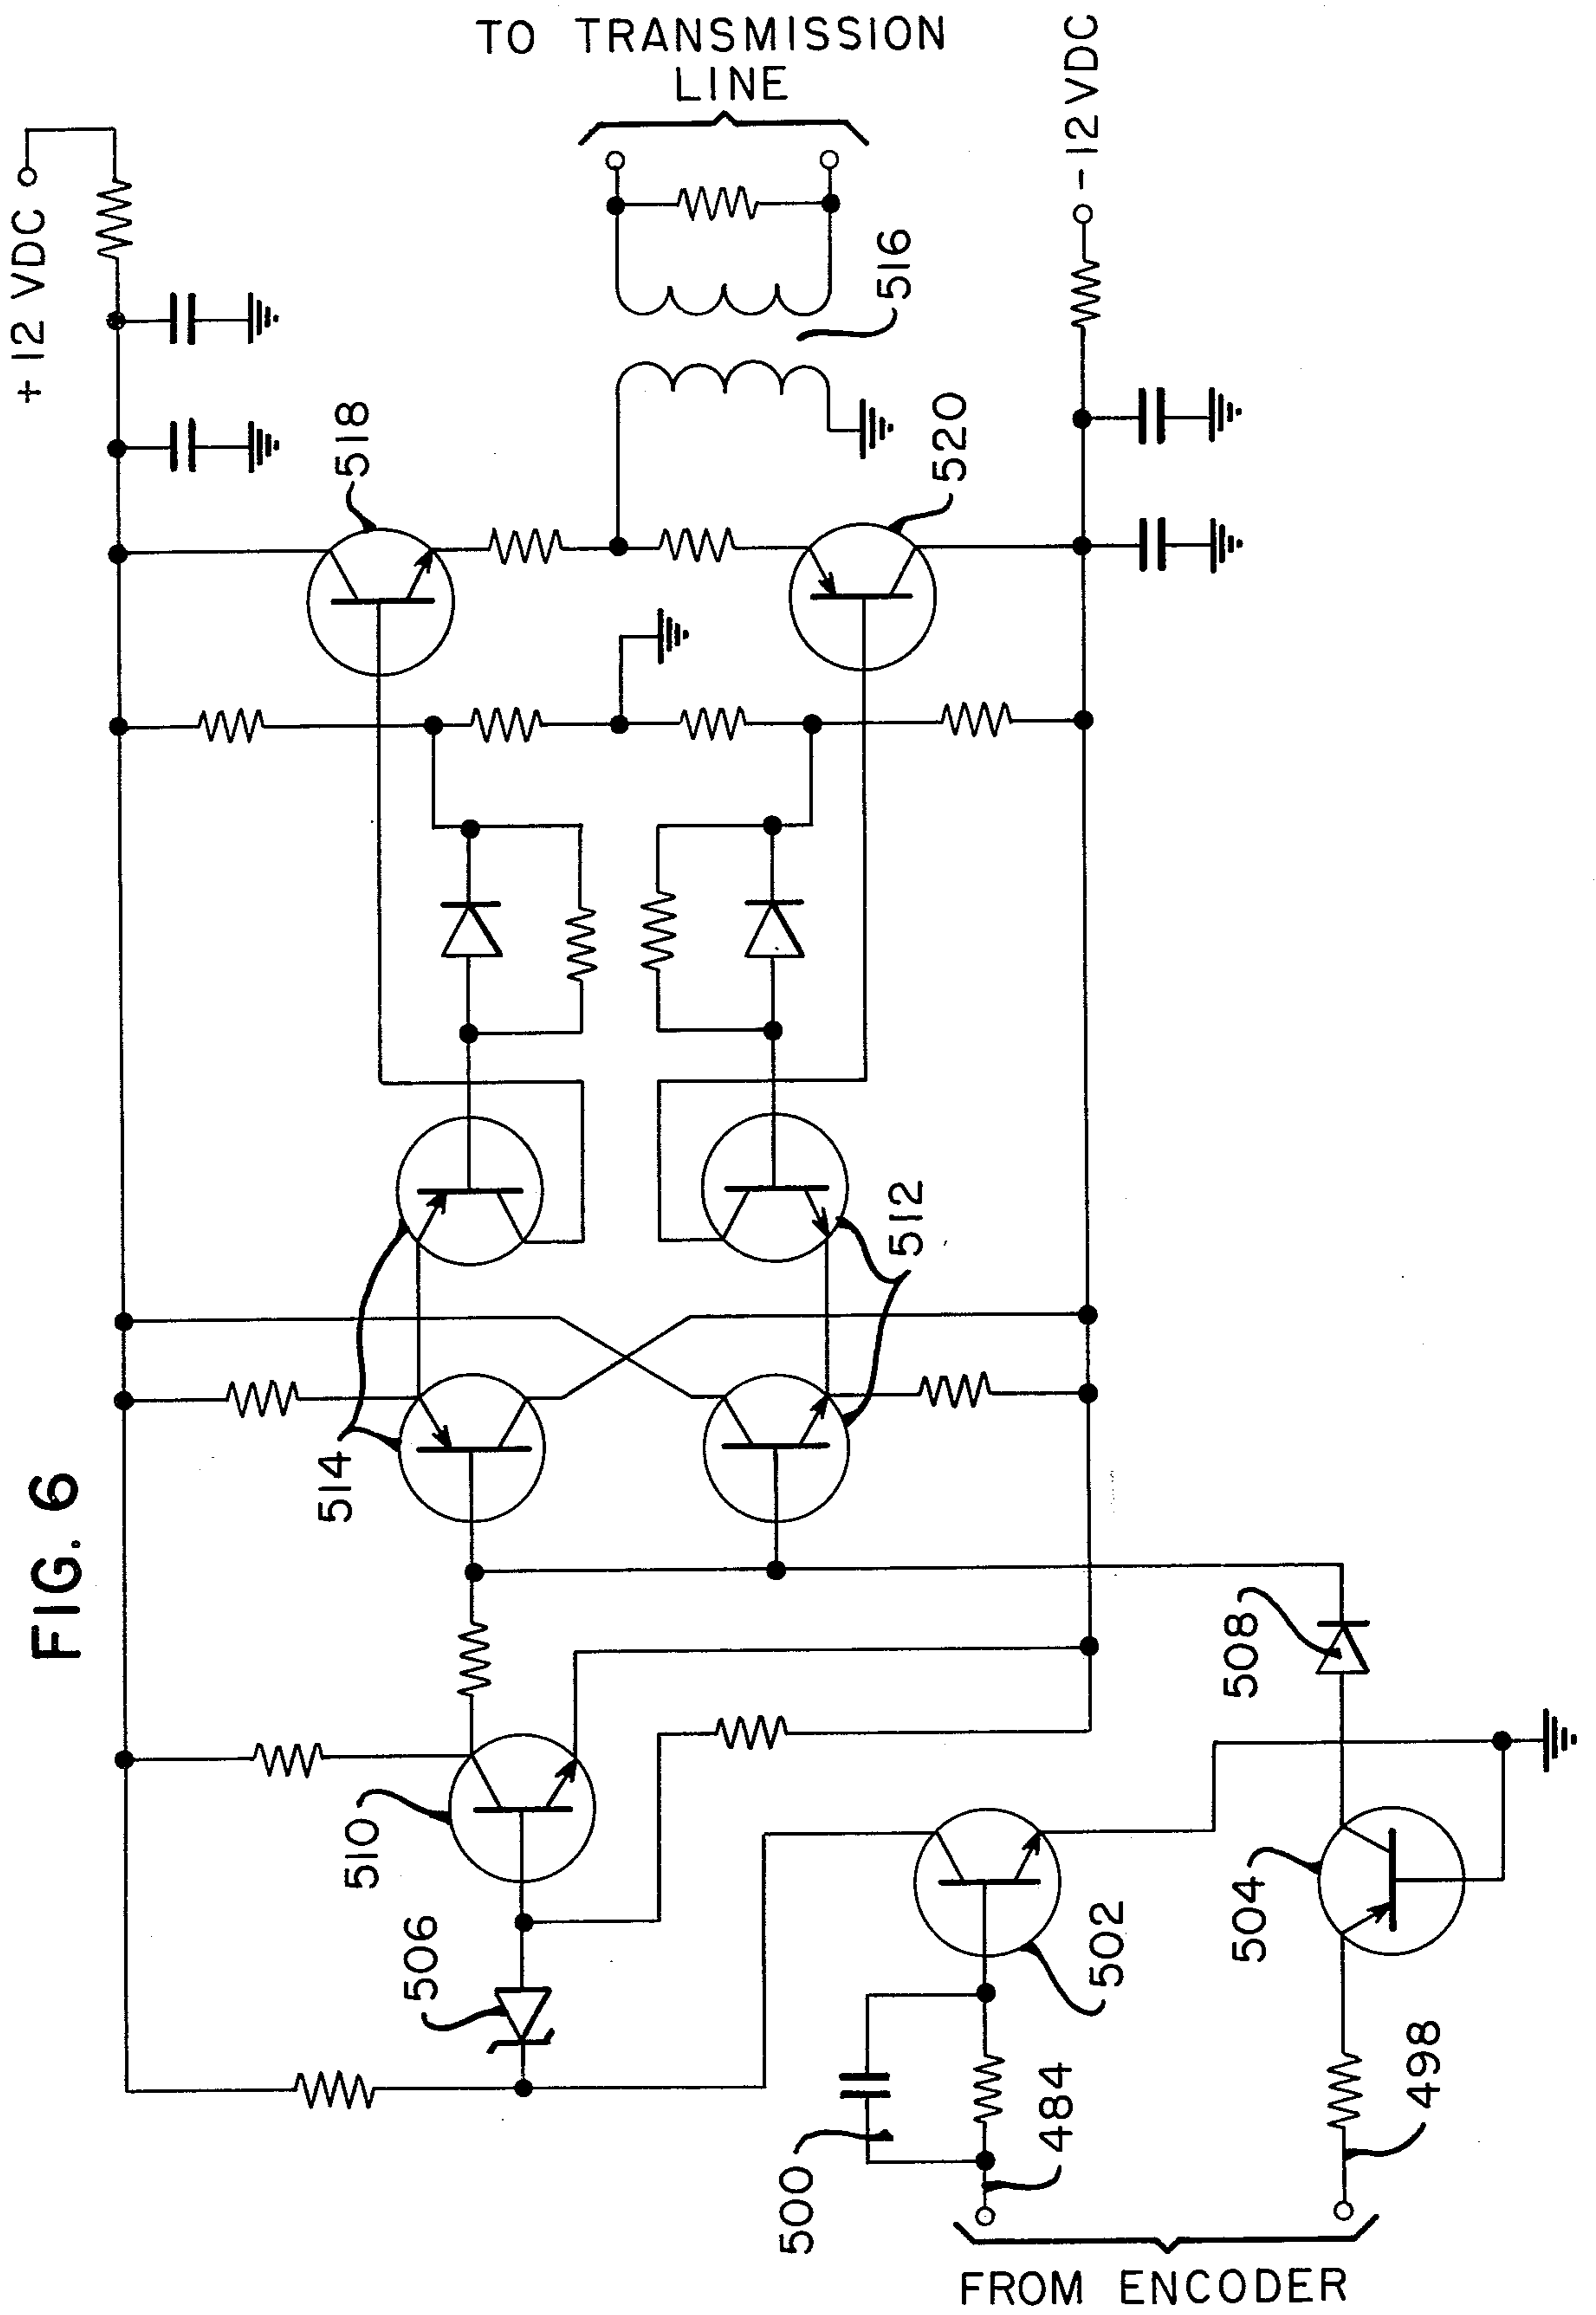 FIG. 6
+12 VDC
TO TRANSMISSION
LINE
-12 VDC
518
516
520
514
512
510
508
506
504
502
500
484
498
FROM ENCODER